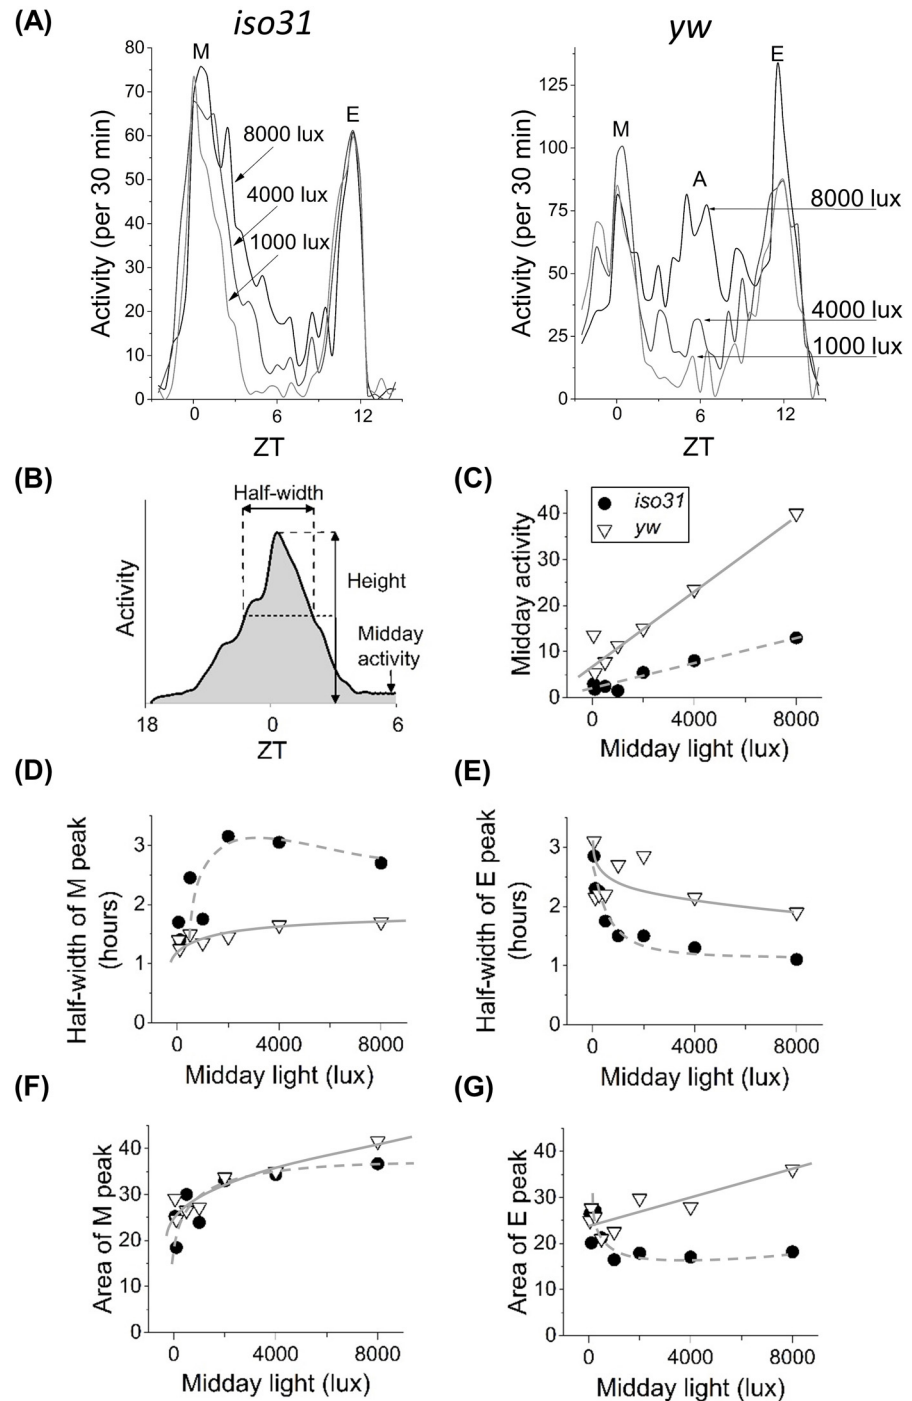 (A)
iso31
yw
M
E
8000 lux
4000 lux
1000 lux
Activity (per 30 min)
80
70
60
50
40
30
20
10
0
0
6
12
ZT
M
A
E
8000 lux
4000 lux
1000 lux
Activity (per 30 min)
125
100
75
50
25
0
0
6
12
ZT
(B)
Half-width
Height
Midday
activity
Activity
18
0
6
ZT
(C)
iso31
yw
Midday activity
40
30
20
10
0
0
4000
8000
Midday light (lux)
(D)
Half-width of M peak
(hours)
3
2
1
0
0
4000
8000
Midday light (lux)
(E)
Half-width of E peak
(hours)
3
2
1
0
0
4000
8000
Midday light (lux)
(F)
Area of M peak
40
30
20
10
0
0
4000
8000
Midday light (lux)
(G)
Area of E peak
40
30
20
10
0
0
4000
8000
Midday light (lux)